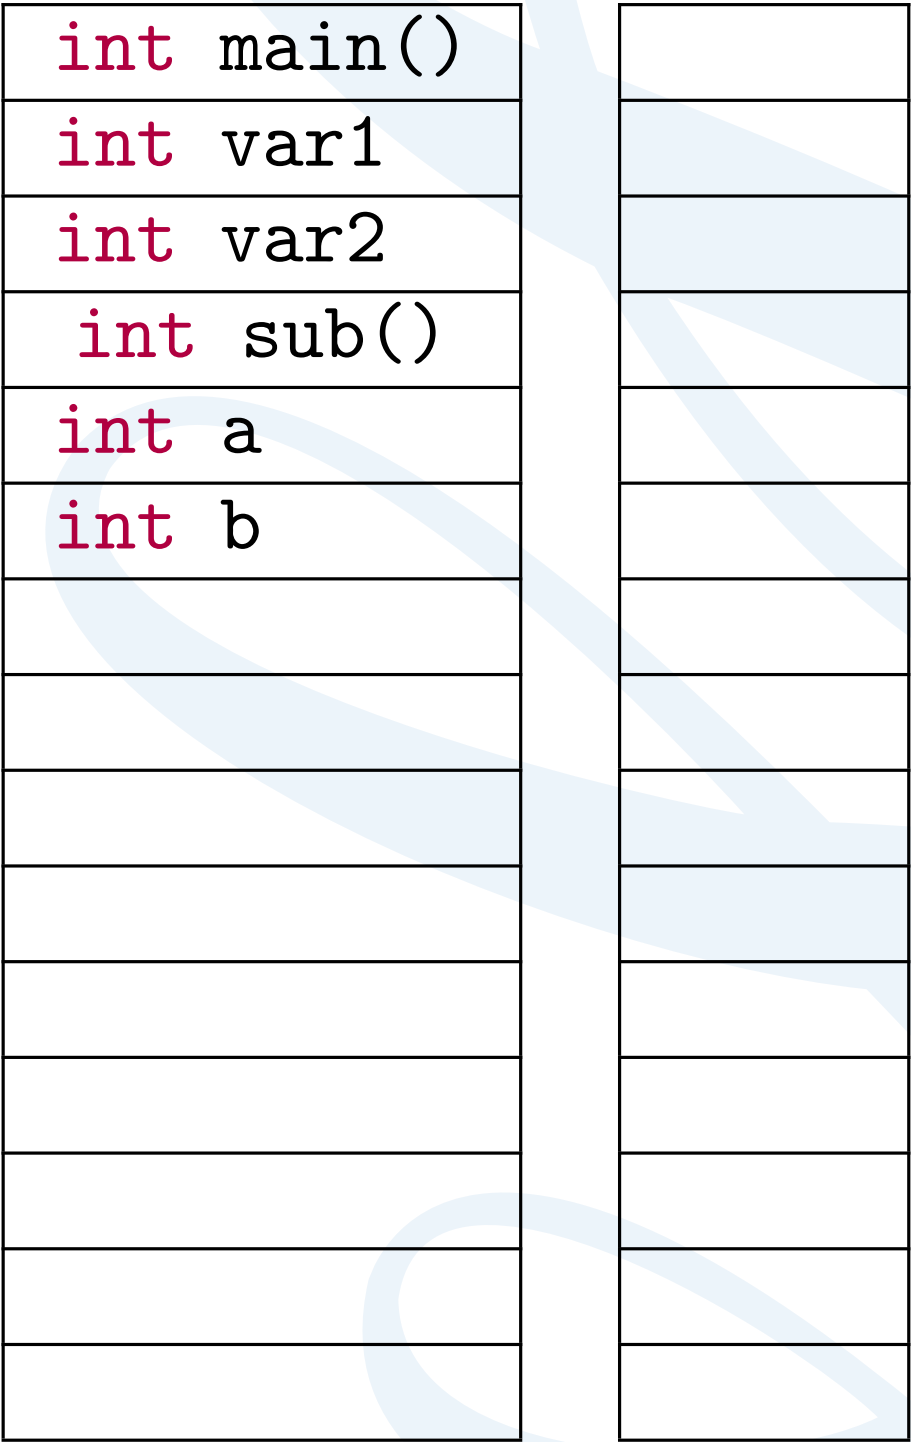 int main()
int var1
int var2
int sub()
int a
int b